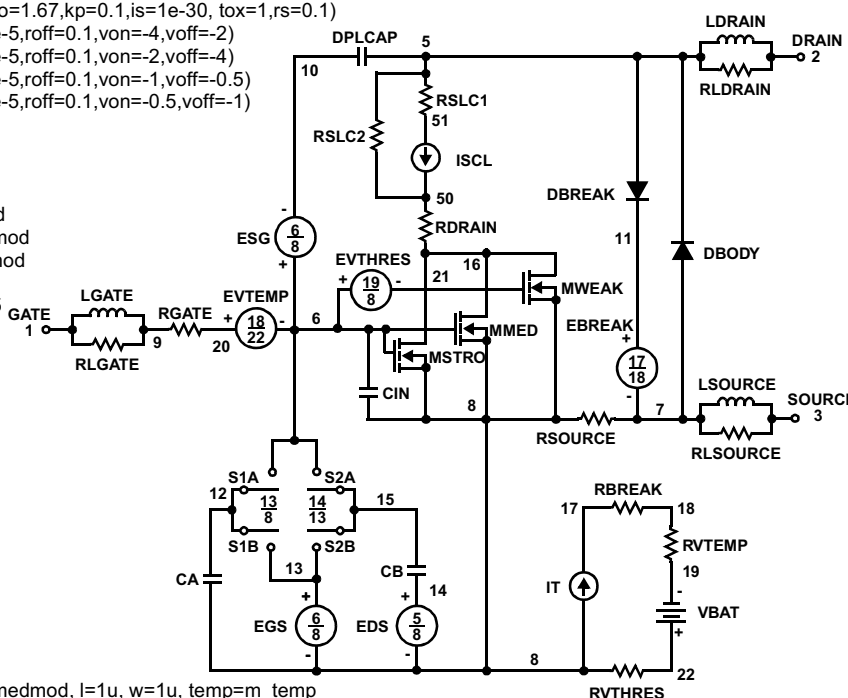 o=1.67,kp=0.1,is=1e-30, tox=1,rs=0.1)
e-5,roff=0.1,von=-4,voff=-2)
e-5,roff=0.1,von=-2,voff=-4)
e-5,roff=0.1,von=-1,voff=-0.5)
e-5,roff=0.1,von=-0.5,voff=-1)
LDRAIN
DPLCAP
5
DRAIN
2
10
RLDRAIN
RSLC1
51
RSLC2
ISCL
DBREAK
50
RDRAIN
d
mod
mod
ESG
-
6
8
+
11
DBODY
EVTHRES
16
21
+
19
8
-
MWEAK
LGATE
GATE
1
RGATE
EVTEMP
+
18
22
-
6
EBREAK
+
MMED
9
20
MSTRO
RLGATE
17
18
-
LSOURCE
CIN
8
7
SOURCE
3
RSOURCE
RLSOURCE
S1A
S2A
12
13
8
14
13
15
RBREAK
17
18
S1B
S2B
RVTEMP
13
CB
19
CA
14
IT
-
VBAT
+
+
EGS
6
8
-
EDS
+
5
8
-
8
22
RVTHRES
medmod, l=1u, w=1u, temp=m_temp